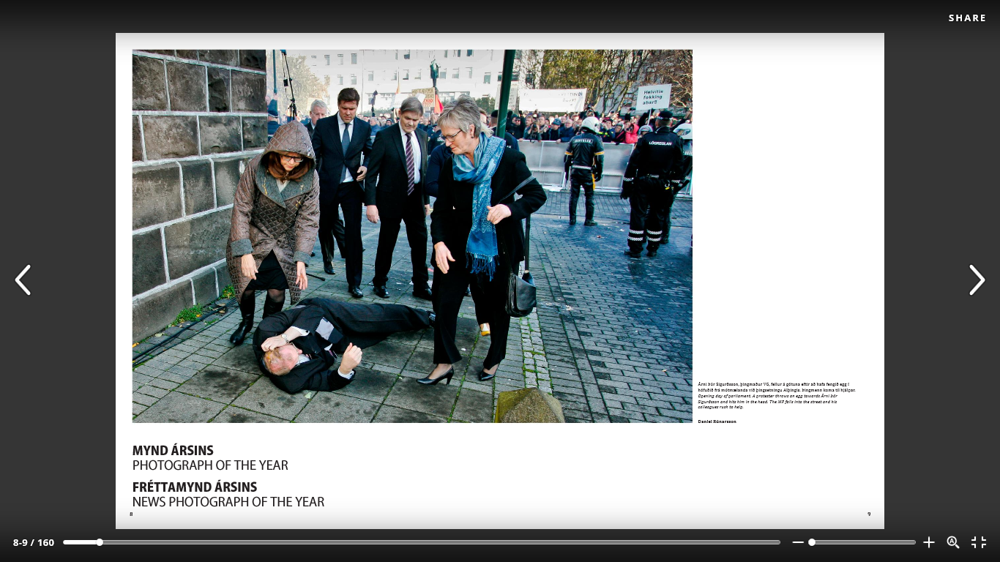 SHARE
Helvítis
fokking
abarf!
LÖGREGLAN
Árni Þór Sigurðsson, þingmaður VG, fellur á götuna eftir að hafa fengið egg í
höfuðið frá mótmælanda við þingsetningu Alþingis. Þingmenn koma til hjálpar.
Opening day of parliament. A protester throws an egg towards Árni Þór
Sigurðsson and hits him in the head. The MP falls into the street and his
colleagues rush to help.
Daníel Rúnarsson
MYND ÁRSINS
PHOTOGRAPH OF THE YEAR
FRÉTTAMYND ÁRSINS
NEWS PHOTOGRAPH OF THE YEAR
8
9
8-9 / 160